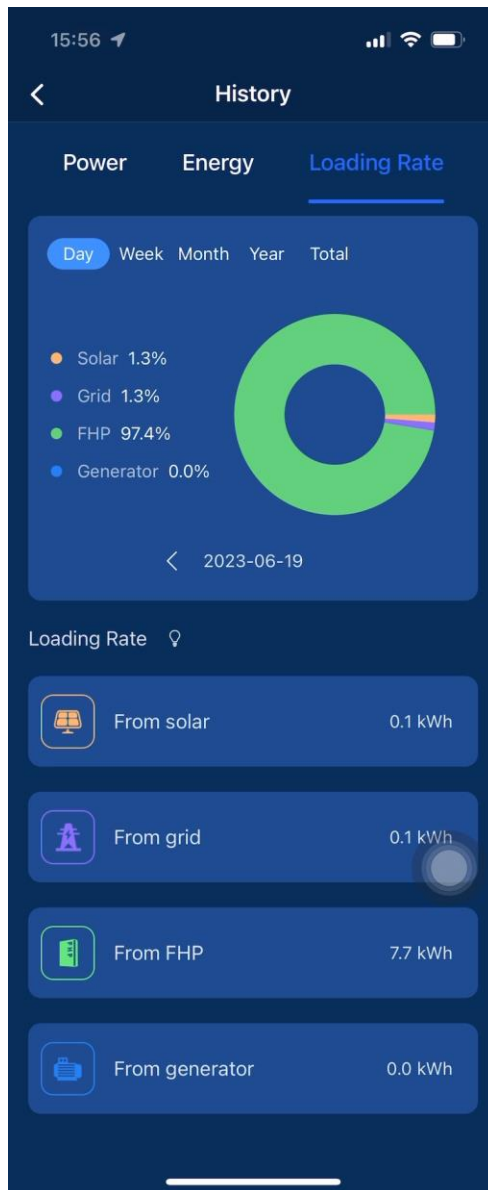 15:56
History
Power Energy Loading Rate
Day Week Month Year Total
Solar 1.3%
Grid 1.3%
FHP 97.4%
Generator 0.0%
2023-06-19
Loading Rate
From solar 0.1 kWh
From grid 0.1 kWh
From FHP 7.7 kWh
From generator 0.0 kWh